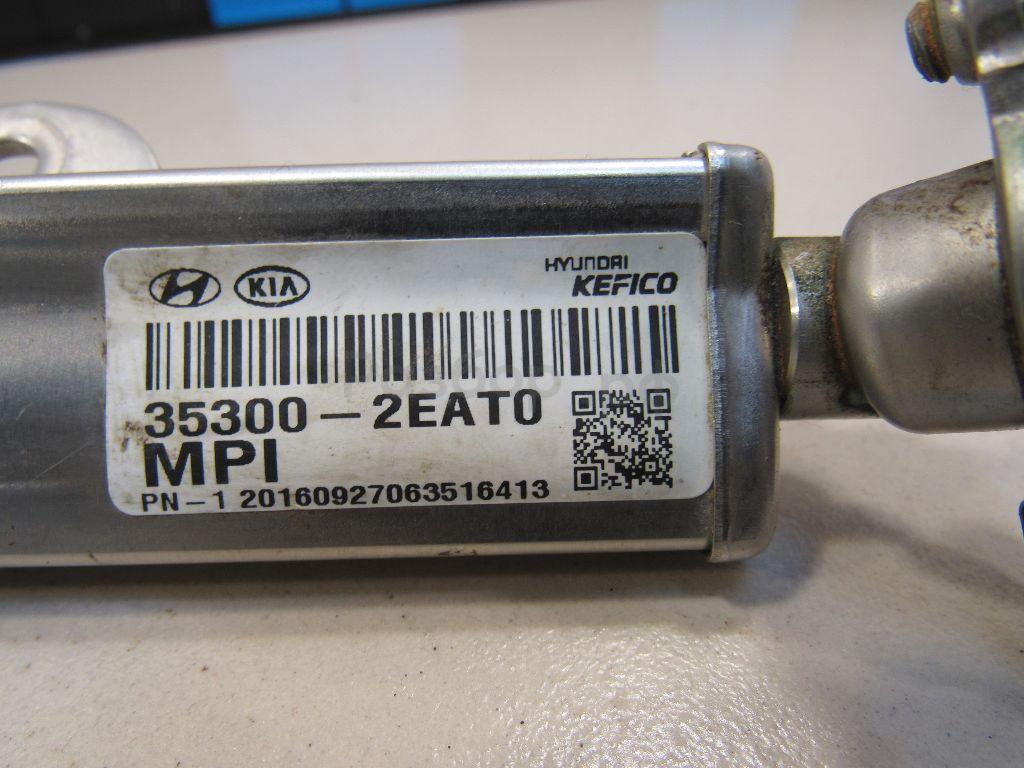 KIA
HYUNDAI
KEFICO
35300-2EAT0
MPI
PN-1 20160927063516413